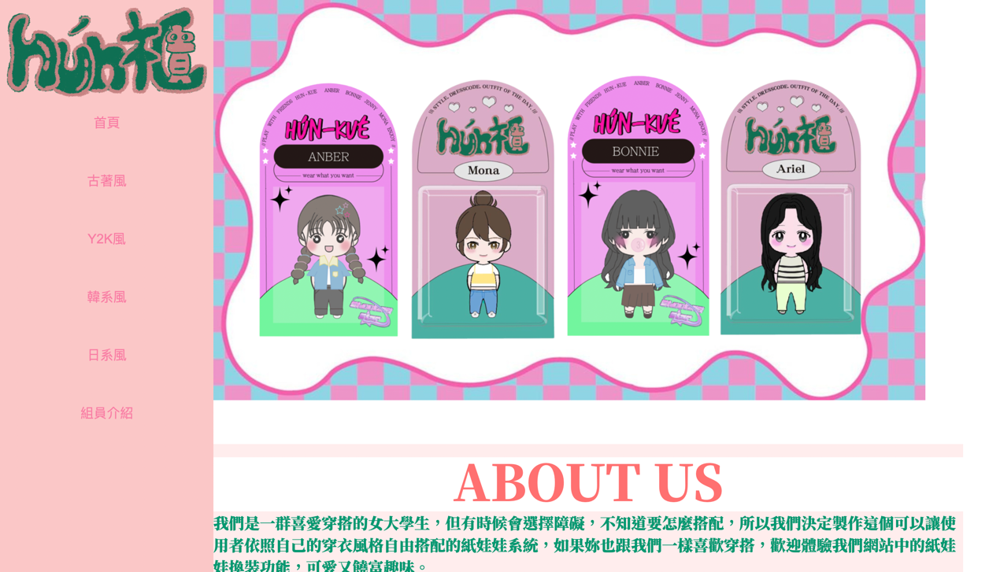 hún櫃
首頁
古著風
Y2K風
韓系風
日系風
組員介紹
// PLAY WITH FRIENDS HUN-KUE ANBER BONNIE JENNY MONA ENJOY //
HÚN-KUÉ
ANBER
wear what you want
IS STYLE, DRESSCODE, OUTFIT OF THE DAY, ///
hún櫃
Mona
// PLAY WITH FRIENDS HUN-KUE ANBER BONNIE JENNY MONA ENJOY //
HÚN-KUÉ
BONNIE
wear what you want
IS STYLE, DRESSCODE, OUTFIT OF THE DAY, ///
hún櫃
Ariel
ABOUT US
我們是一群喜愛穿搭的女大學生，但有時候會選擇障礙，不知道要怎麼搭配，所以我們決定製作這個可以讓使
用者依照自己的穿衣風格自由搭配的紙娃娃系統，如果妳也跟我們一樣喜歡穿搭，歡迎體驗我們網站中的紙娃
娃換裝功能，可愛又饒富趣味。